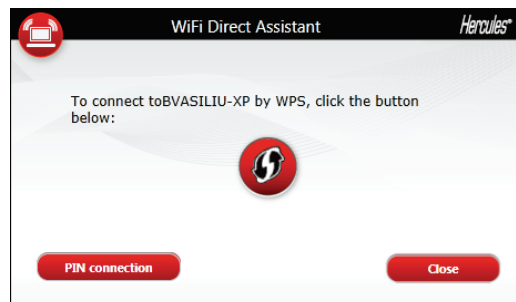 WiFi Direct Assistant
Hercules®
To connect toBVASILIU-XP by WPS, click the button
below:
PIN connection
Close